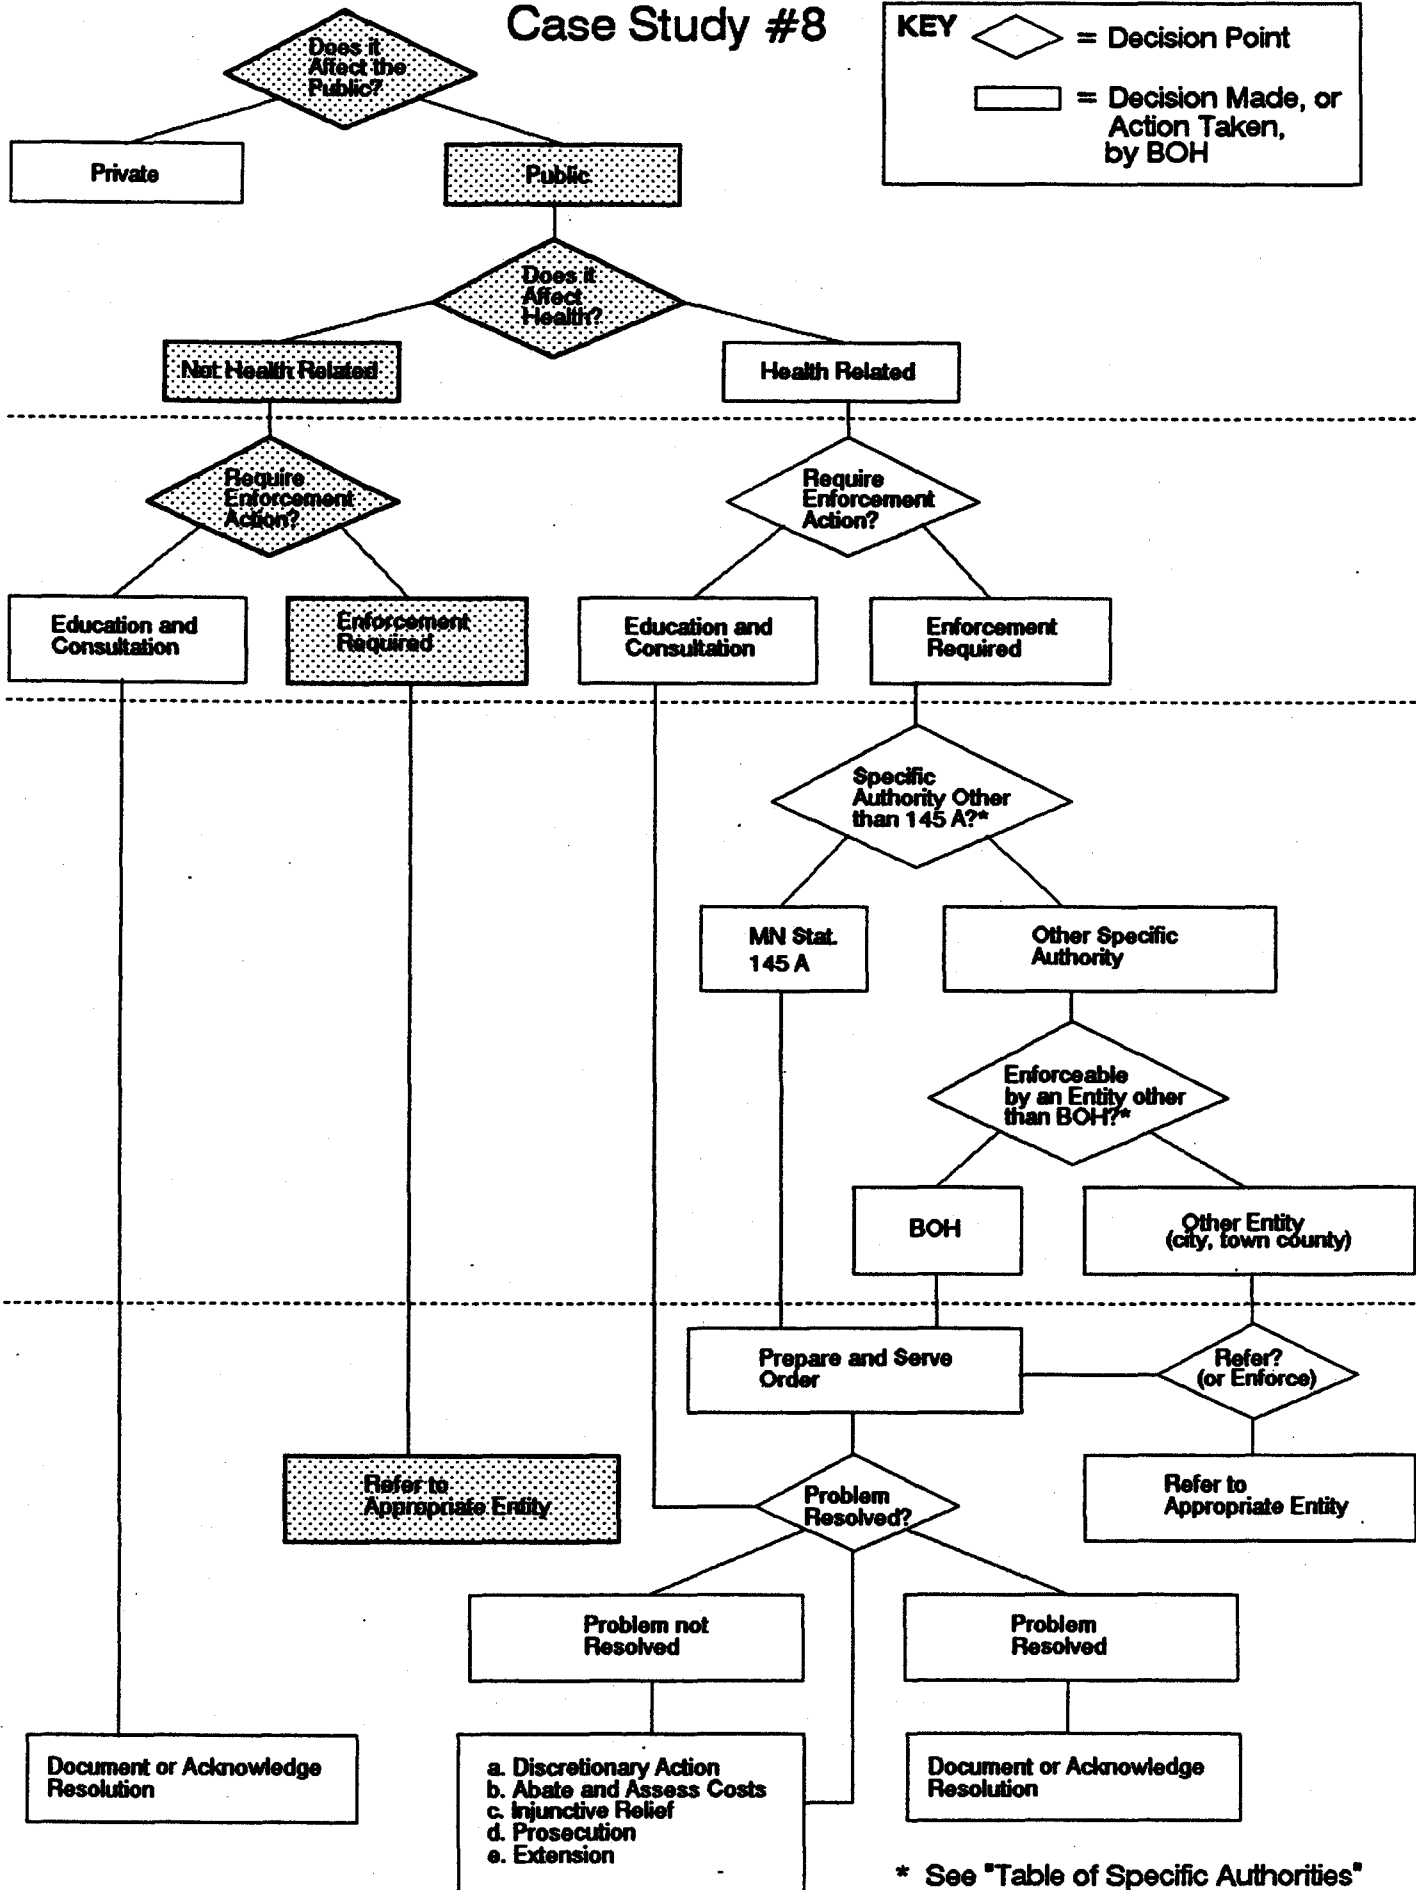 Case Study #8
KEY
= Decision Point
= Decision Made, or
Action Taken,
by BOH
Does it
Affect the
Public?
Private
Public
Does it
Affect
Health?
Not Health Related
Health Related
Require
Enforcement
Action?
Require
Enforcement
Action?
Education and
Consultation
Enforcement
Required
Education and
Consultation
Enforcement
Required
Specific
Authority Other
than 145 A?*
MN Stat.
145 A
Other Specific
Authority
Enforceable
by an Entity other
than BOH?*
BOH
Other Entity
(city, town county)
Prepare and Serve
Order
Refer?
(or Enforce)
Refer to
Appropriate Entity
Problem
Resolved?
Refer to
Appropriate Entity
Problem not
Resolved
Problem
Resolved
Document or Acknowledge
Resolution
a. Discretionary Action
b. Abate and Assess Costs
c. Injunctive Relief
d. Prosecution
e. Extension
Document or Acknowledge
Resolution
* See "Table of Specific Authorities"